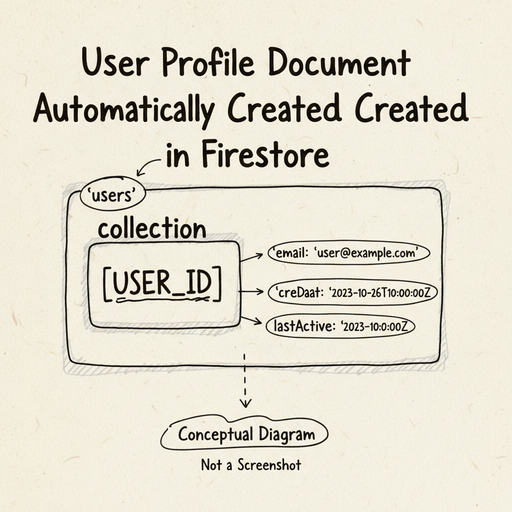 User Profile Document
Automatically Created Created
in Firestore
'users'
collection
[USER_ID]
'email: 'user@example.com'
'creDaat: '2023-10-26T10:00:00Z
lastActive: '2023-10:0:00Z
Conceptual Diagram
Not a Screenshot